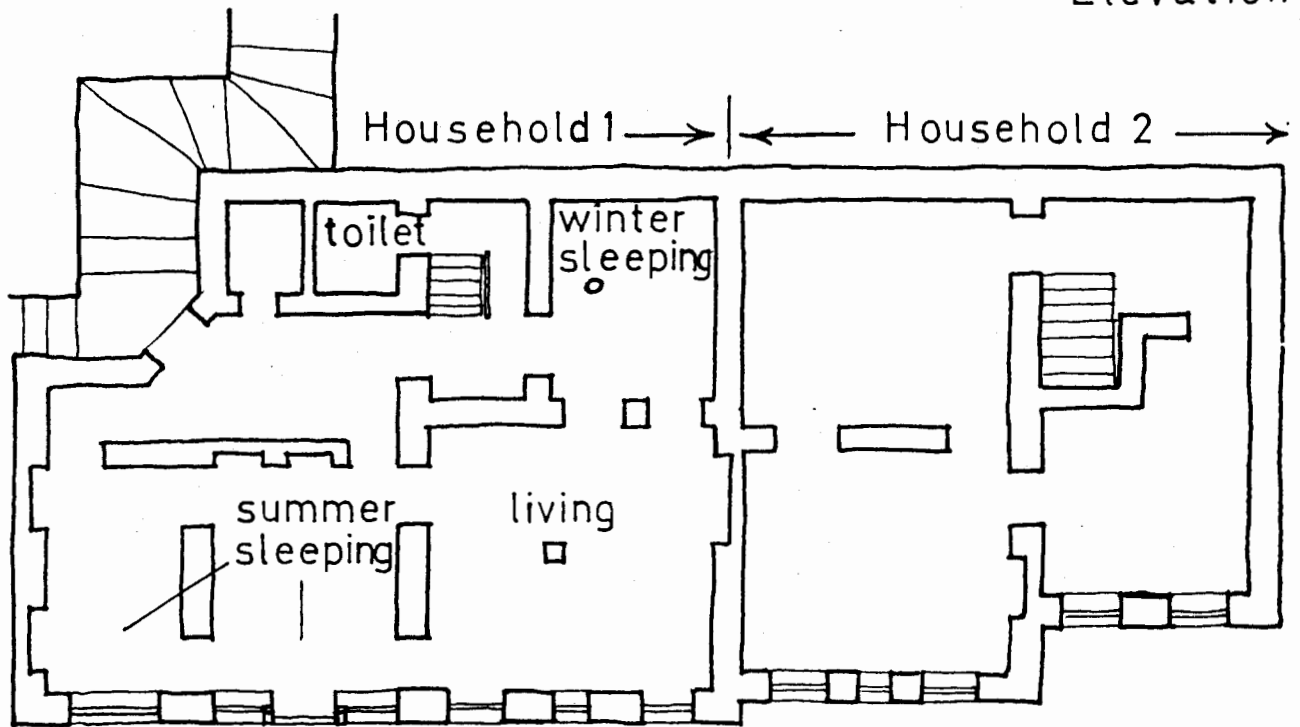 Elevation
Household 1
Household 2
toilet
winter
sleeping
summer
sleeping
living